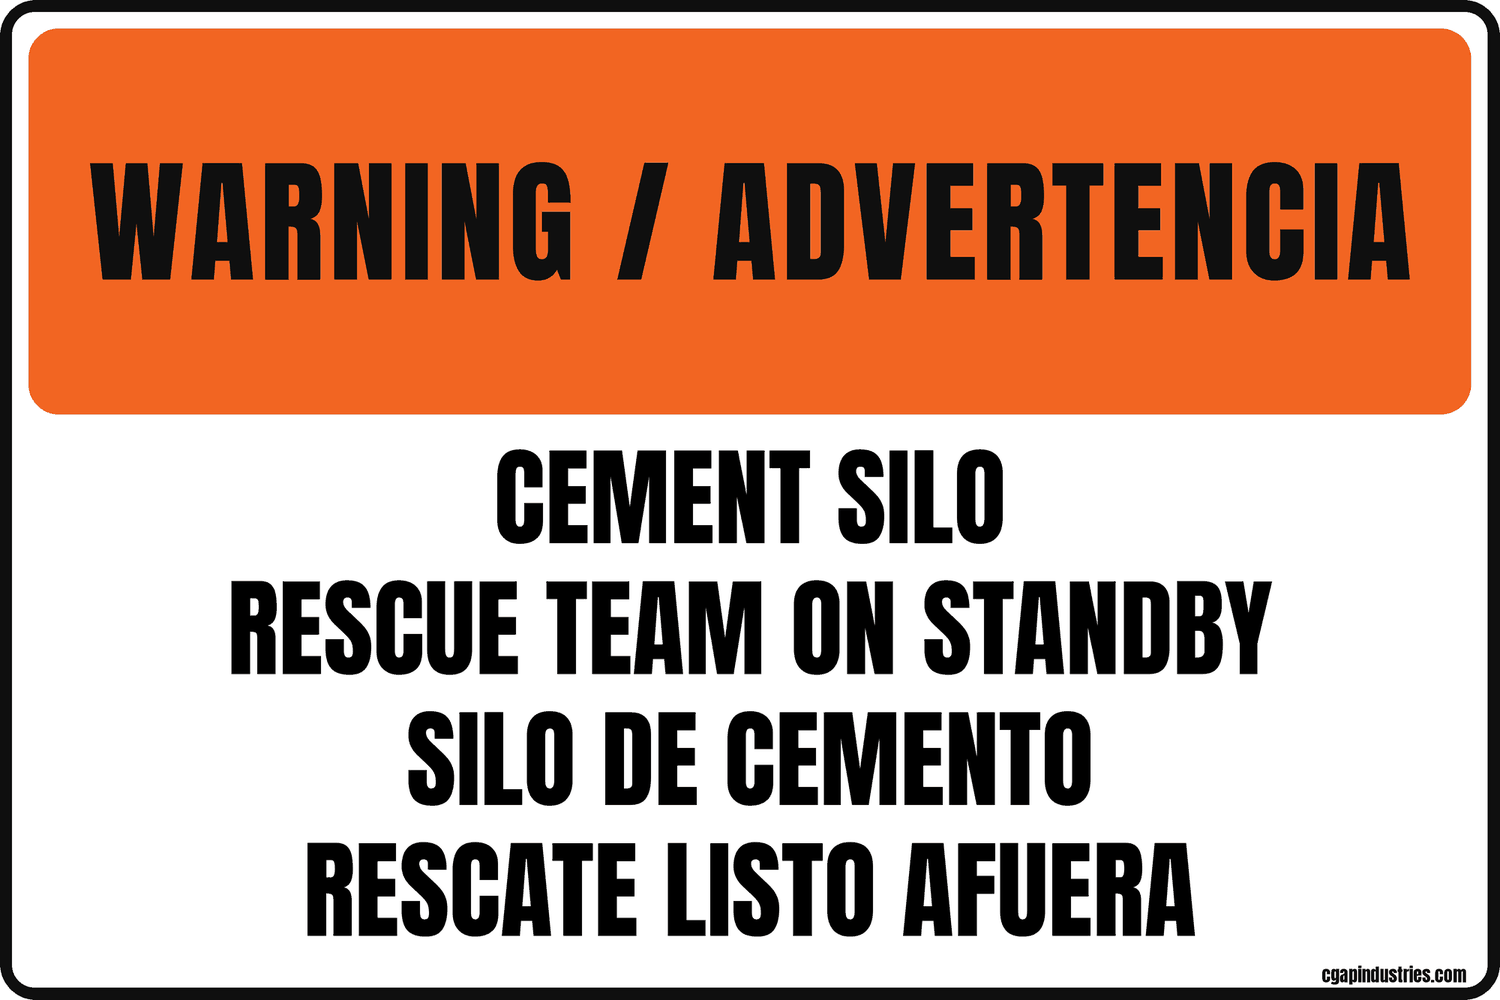 WARNING / ADVERTENCIA
CEMENT SILO
RESCUE TEAM ON STANDBY
SILO DE CEMENTO
RESCATE LISTO AFUERA
cgapindustries.com